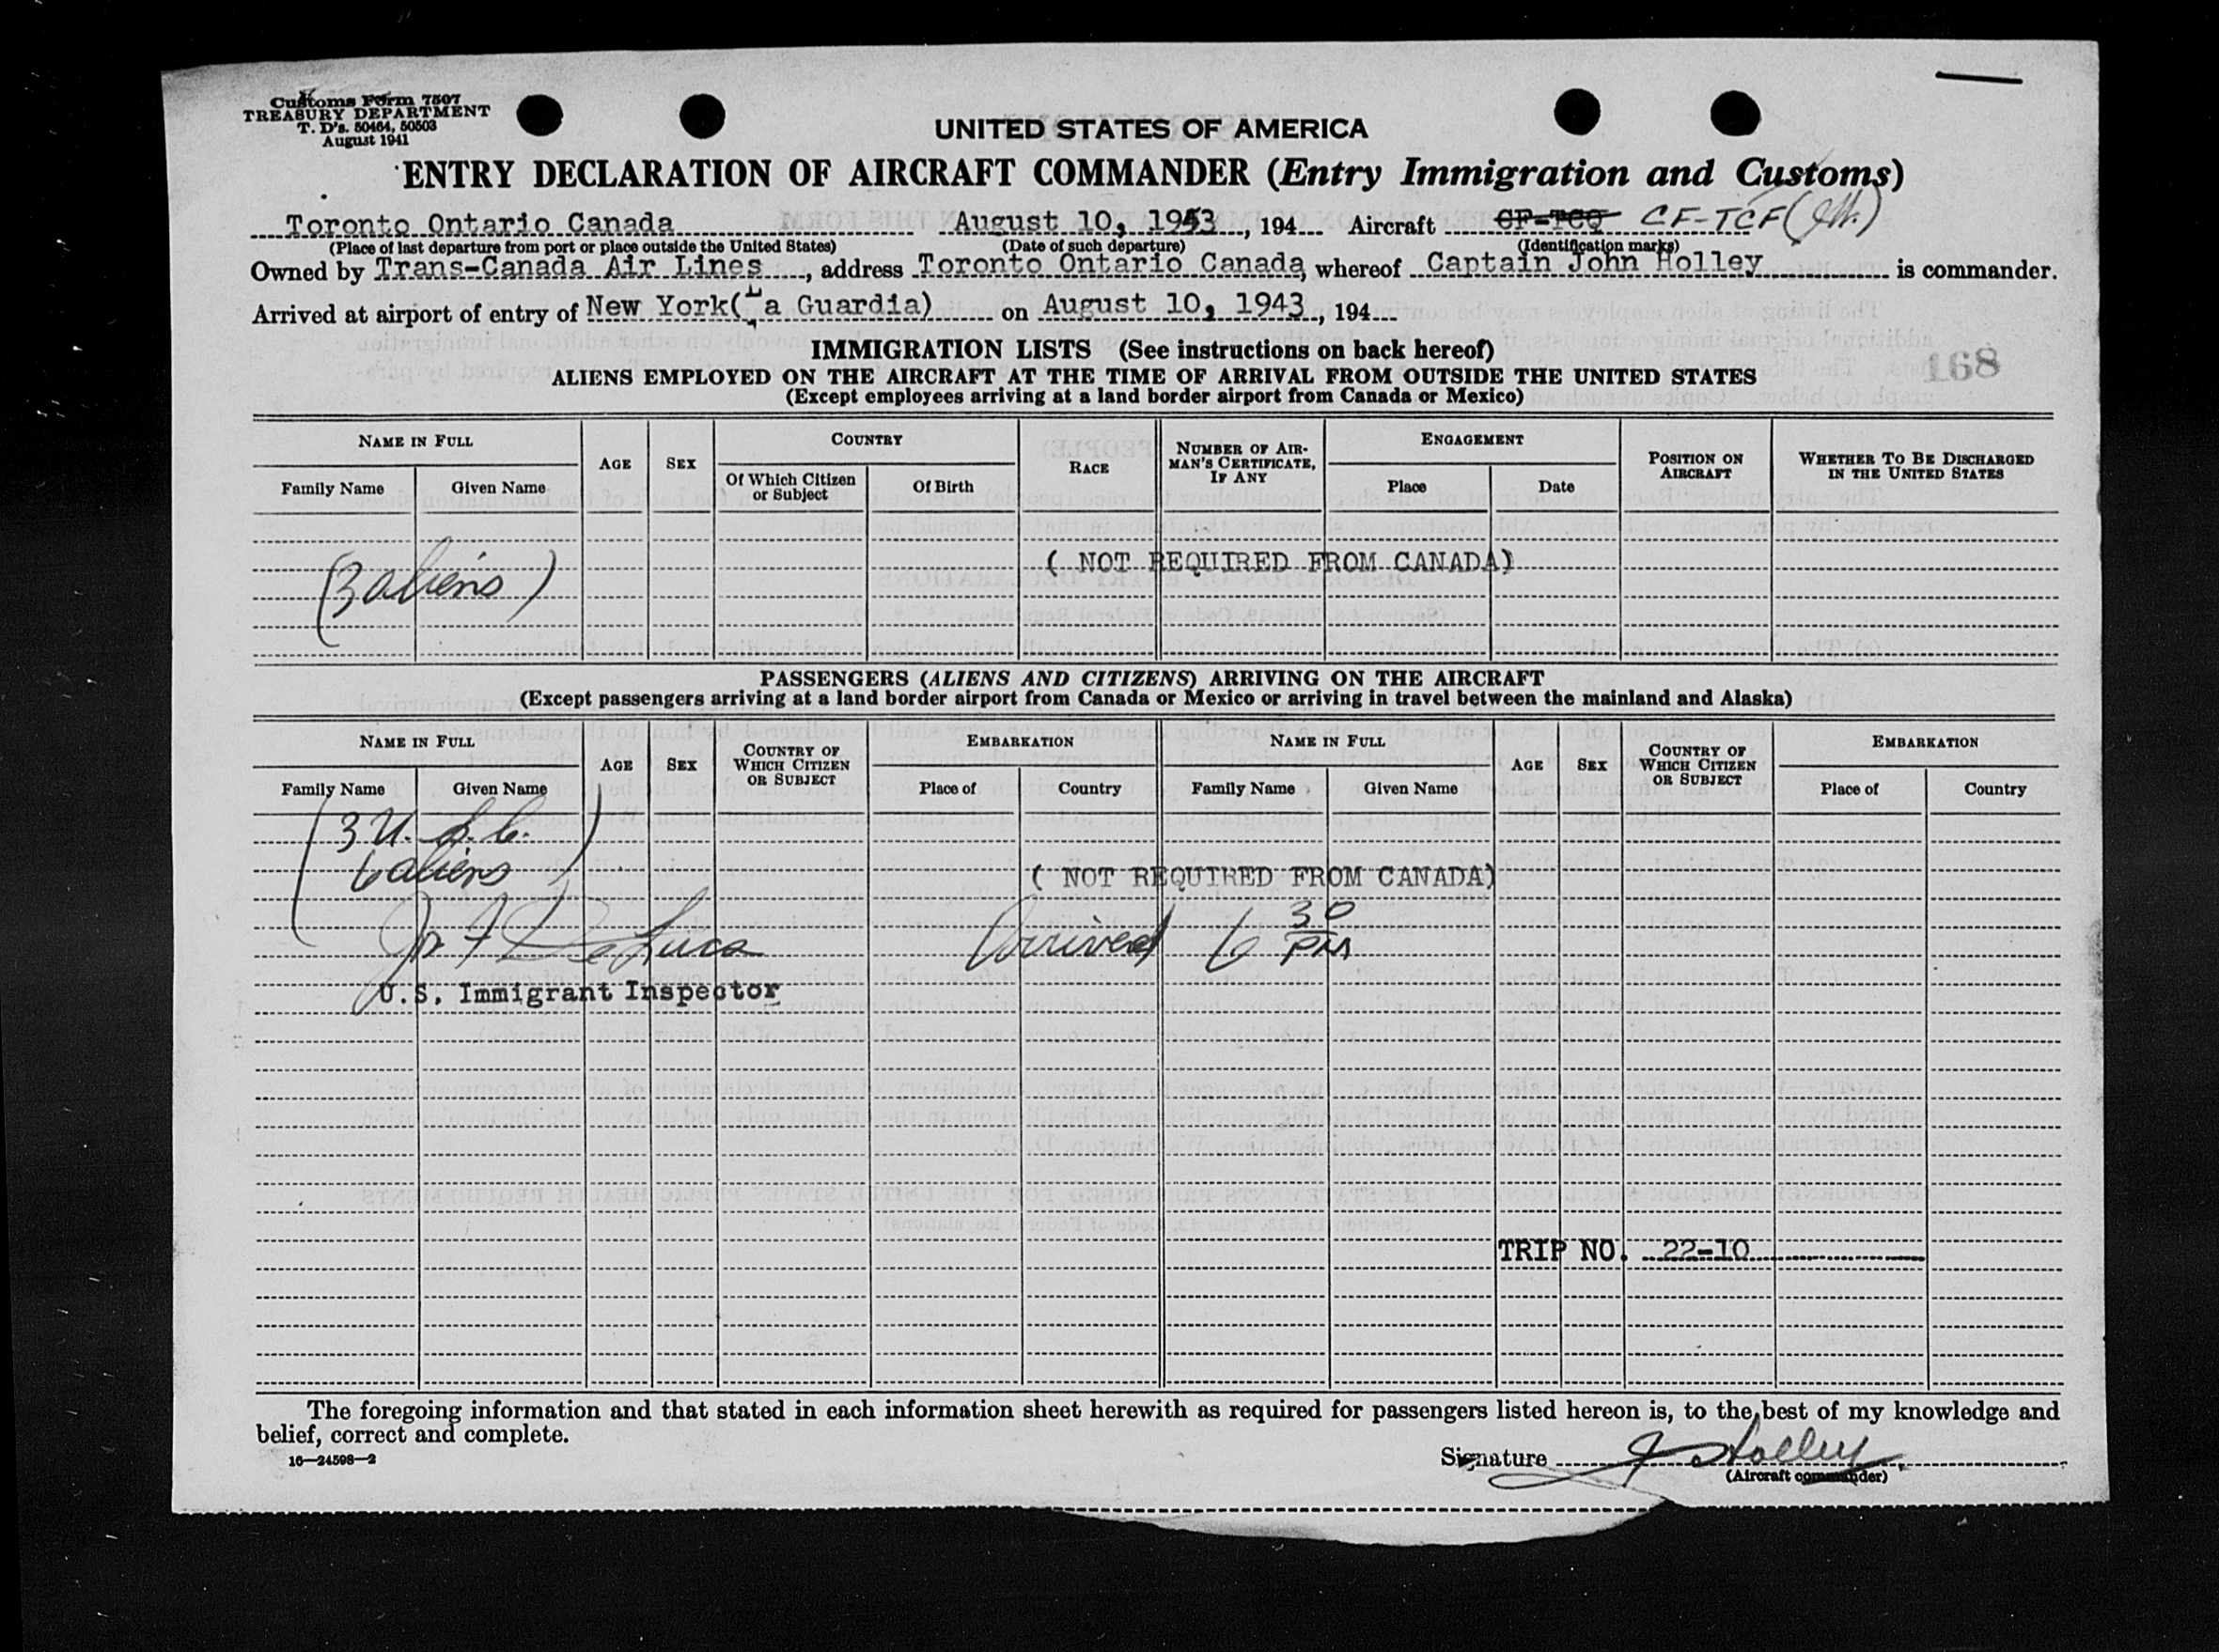 Customs Form 7507
TREASURY DEPARTMENT
T. D's. 50464, 50503
August 1941
UNITED STATES OF AMERICA
ENTRY DECLARATION OF AIRCRAFT COMMANDER (Entry Immigration and Customs)
Toronto Ontario Canada August 10, 1943, 194 Aircraft CF-TCQ CF-TCF
(Place of last departure from port or place outside the United States) (Date of such departure) (Identification marks)
Owned by Trans-Canada Air Lines, address Toronto Ontario Canada, whereof Captain John Holley is commander.
Arrived at airport of entry of New York(La Guardia) on August 10, 1943, 194
IMMIGRATION LISTS (See instructions on back hereof)
168
ALIENS EMPLOYED ON THE AIRCRAFT AT THE TIME OF ARRIVAL FROM OUTSIDE THE UNITED STATES
(Except employees arriving at a land border airport from Canada or Mexico)
NAME IN FULL AGE SEX COUNTRY RACE NUMBER OF AIRMAN'S CERTIFICATE, IF ANY ENGAGEMENT POSITION ON AIRCRAFT WHETHER TO BE DISCHARGED IN THE UNITED STATES
Family Name Given Name Of Which Citizen or Subject Of Birth Place Date
( NOT REQUIRED FROM CANADA)
(3 aliens)
PASSENGERS (ALIENS AND CITIZENS) ARRIVING ON THE AIRCRAFT
(Except passengers arriving at a land border airport from Canada or Mexico or arriving in travel between the mainland and Alaska)
NAME IN FULL AGE SEX COUNTRY OF WHICH CITIZEN OR SUBJECT EMBARKATION NAME IN FULL AGE SEX COUNTRY OF WHICH CITIZEN OR SUBJECT EMBARKATION
Family Name Given Name Place of Country Family Name Given Name Place of Country
(3 U.S.C.
6 aliens)
( NOT REQUIRED FROM CANADA)
De Luca Arrived 6 30 PM
U.S. Immigrant Inspector
TRIP NO. 22-10
The foregoing information and that stated in each information sheet herewith as required for passengers listed hereon is, to the best of my knowledge and
belief, correct and complete.
16—24598—2
Signature J Holley
(Aircraft commander)